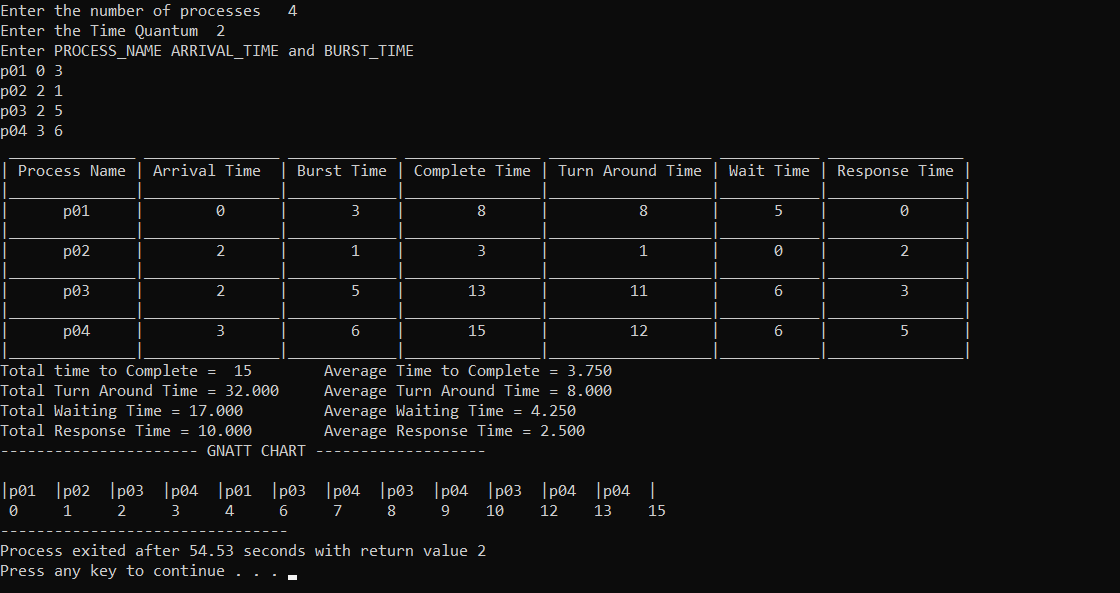 Enter the number of processes   4
Enter the Time Quantum  2
Enter PROCESS_NAME ARRIVAL_TIME and BURST_TIME
p01 0 3
p02 2 1
p03 2 5
p04 3 6
| Process Name | Arrival Time  | Burst Time | Complete Time | Turn Around Time | Wait Time | Response Time |
| p01 | 0 | 3 | 8 | 8 | 5 | 0 |
| p02 | 2 | 1 | 3 | 1 | 0 | 2 |
| p03 | 2 | 5 | 13 | 11 | 6 | 3 |
| p04 | 3 | 6 | 15 | 12 | 6 | 5 |
Total time to Complete =  15        Average Time to Complete = 3.750
Total Turn Around Time = 32.000     Average Turn Around Time = 8.000
Total Waiting Time = 17.000         Average Waiting Time = 4.250
Total Response Time = 10.000        Average Response Time = 2.500
---------------------- GNATT CHART -------------------
|p01  |p02  |p03  |p04  |p01  |p03  |p04  |p03  |p04  |p03  |p04  |p04  |
0     1     2     3     4     6     7     8     9    10    12    13    15
--------------------------------
Process exited after 54.53 seconds with return value 2
Press any key to continue . . .